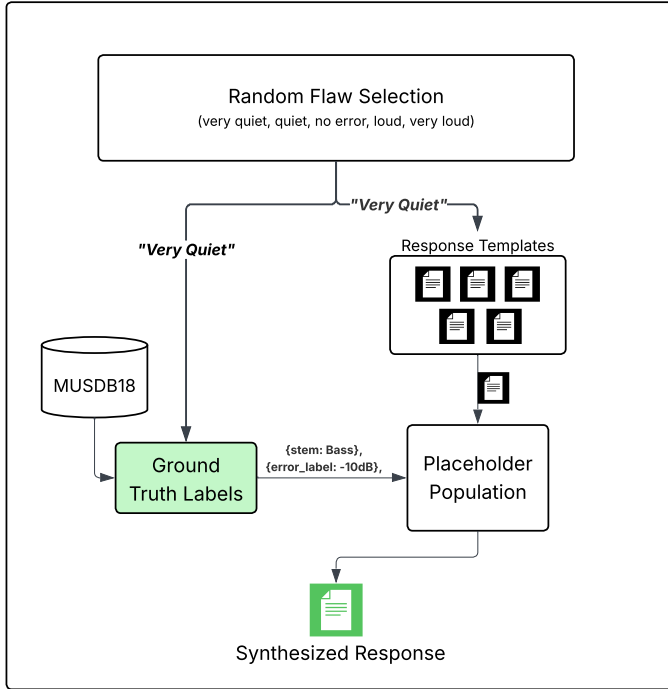 Random Flaw Selection
(very quiet, quiet, no error, loud, very loud)
"Very Quiet"
"Very Quiet"
Response Templates
MUSDB18
Ground
Truth Labels
{stem: Bass},
{error_label: -10dB},
Placeholder
Population
Synthesized Response